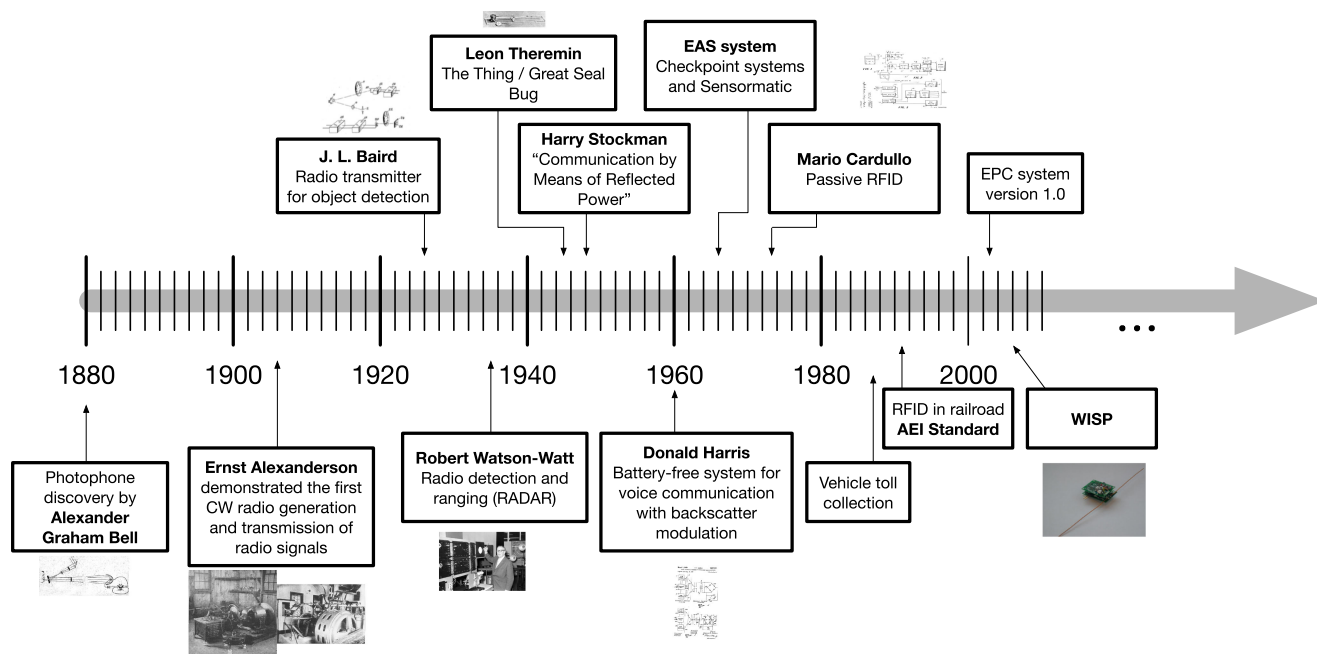 Leon Theremin
The Thing / Great Seal
Bug
EAS system
Checkpoint systems
and Sensormatic
J. L. Baird
Radio transmitter
for object detection
Harry Stockman
“Communication by
Means of Reflected
Power”
Mario Cardullo
Passive RFID
EPC system
version 1.0
...
1880
1900
1920
1940
1960
1980
2000
Photophone
discovery by
Alexander
Graham Bell
Ernst Alexanderson
demonstrated the first
CW radio generation
and transmission of
radio signals
Robert Watson-Watt
Radio detection and
ranging (RADAR)
Donald Harris
Battery-free system for
voice communication
with backscatter
modulation
Vehicle toll
collection
RFID in railroad
AEI Standard
WISP